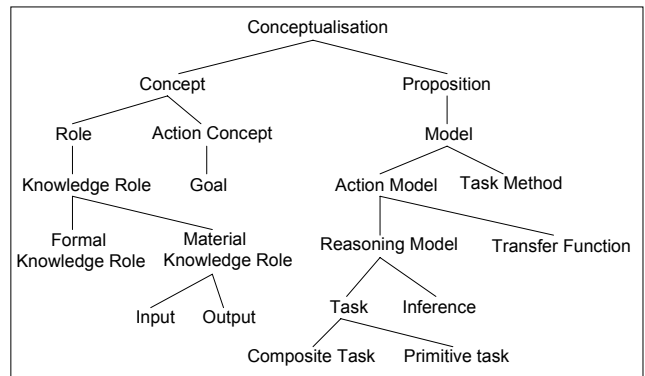 Conceptualisation
Concept Proposition
Role Action Concept Model
Knowledge Role Goal Action Model Task Method
Formal Knowledge Role Material Knowledge Role Reasoning Model Transfer Function
Input Output Task Inference
Composite Task Primitive task